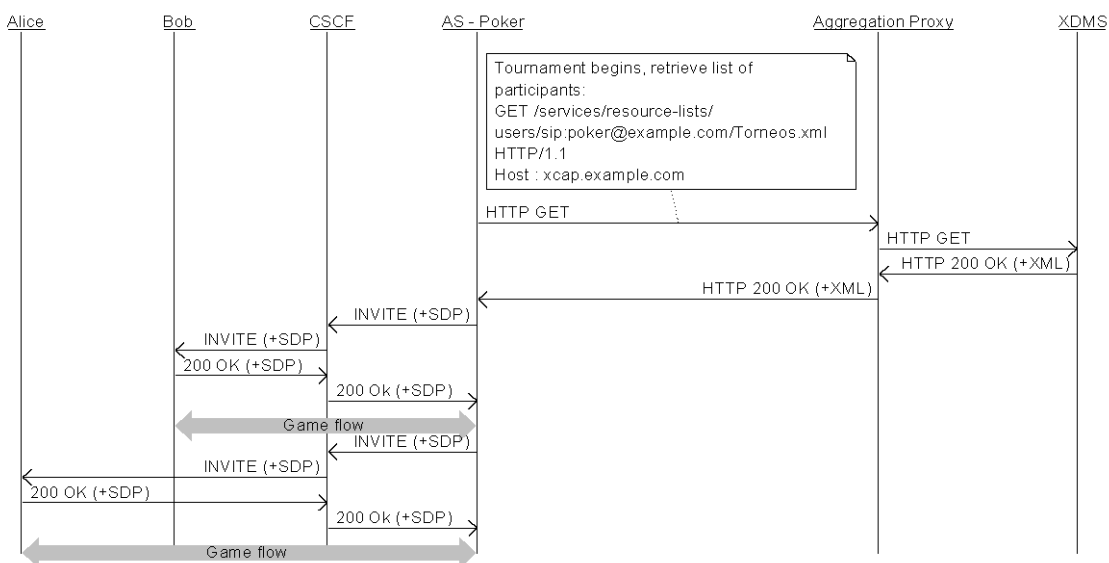 Alice
Bob
CSCF
AS - Poker
Aggregation Proxy
XDMS
Tournament begins, retrieve list of
participants:
GET /services/resource-lists/
users/sip:poker@example.com/Torneos.xml
HTTP/1.1
Host : xcap.example.com
HTTP GET
HTTP GET
HTTP 200 OK (+XML)
HTTP 200 OK (+XML)
INVITE (+SDP)
INVITE (+SDP)
200 OK (+SDP)
200 Ok (+SDP)
Game flow
INVITE (+SDP)
INVITE (+SDP)
200 OK (+SDP)
200 Ok (+SDP)
Game flow